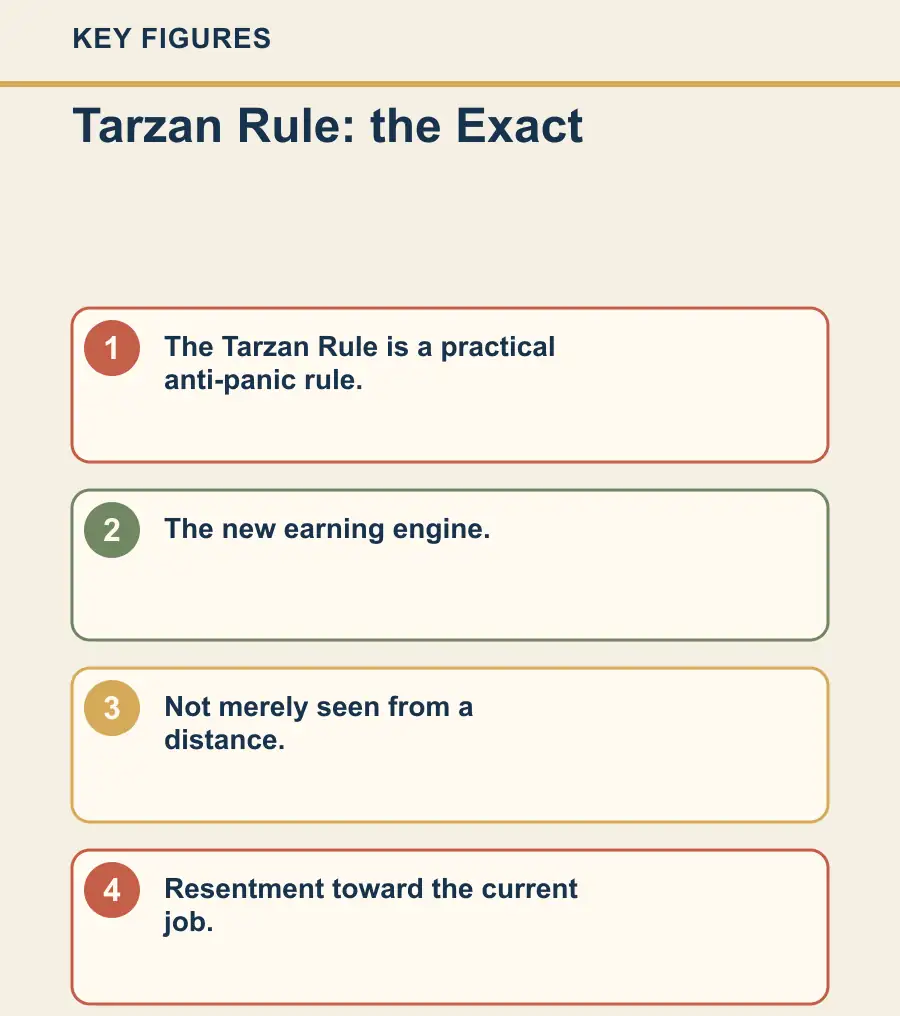 KEY FIGURES
Tarzan Rule: the Exact
1
The Tarzan Rule is a practical
anti-panic rule.
2
The new earning engine.
3
Not merely seen from a
distance.
4
Resentment toward the current
job.